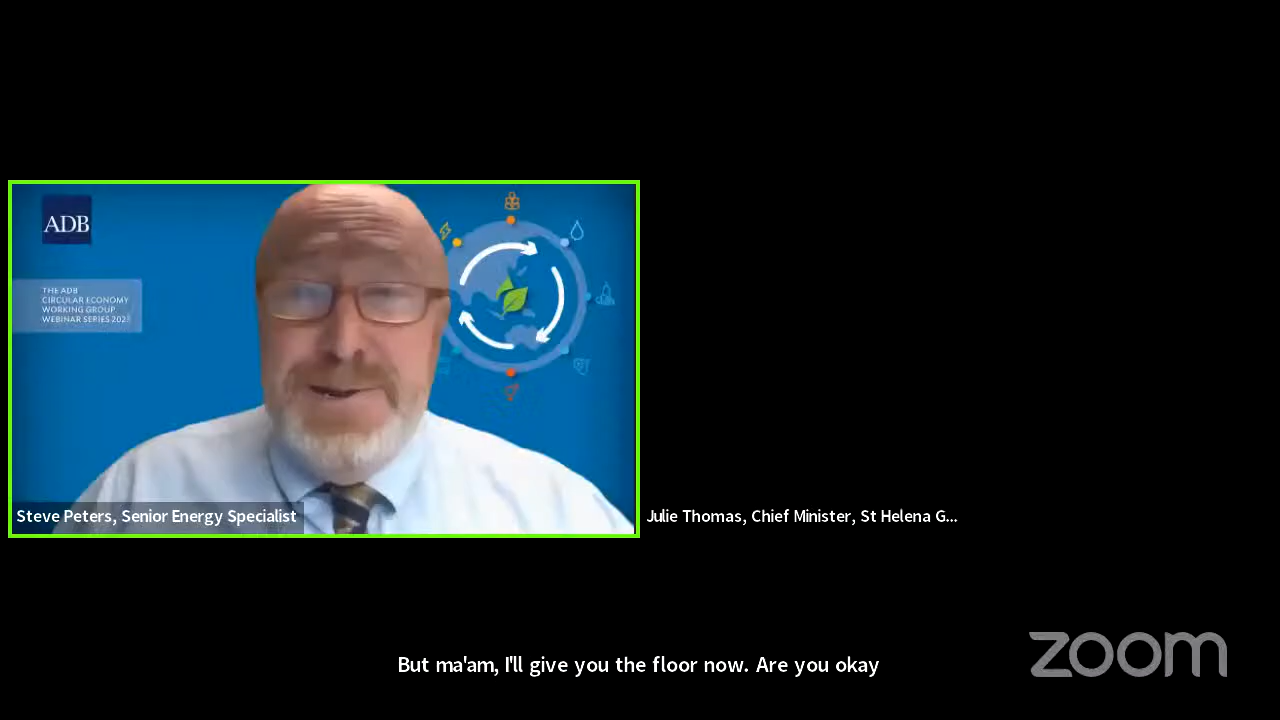 ADB
THE ADB
CIRCULAR ECONOMY
WORKING GROUP
WEBINAR SERIES 202
Steve Peters, Senior Energy Specialist
Julie Thomas, Chief Minister, St Helena G...
But ma'am, I'll give you the floor now. Are you okay
zoom